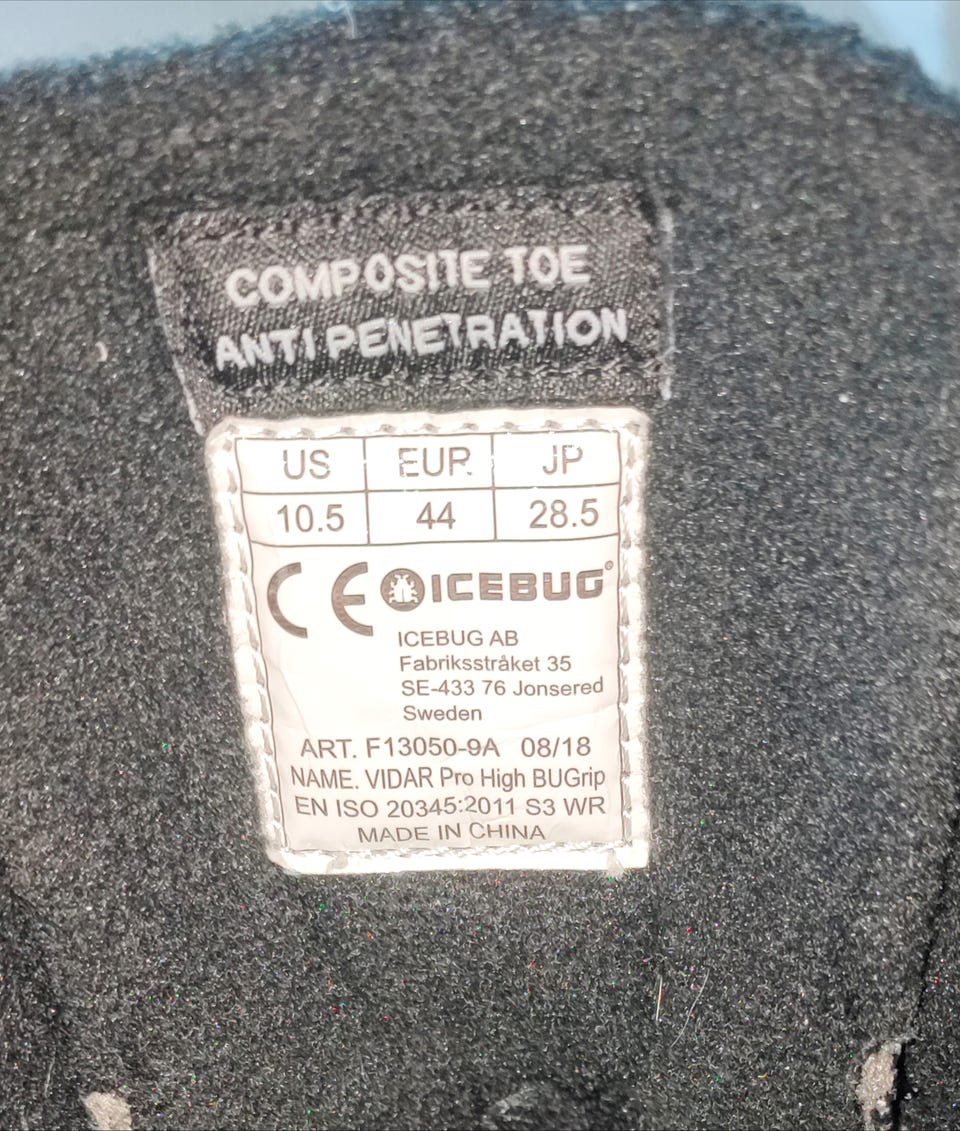 COMPOSITE TOE
ANTI PENETRATION
US EUR JP
10.5 44 28.5
CE ICEBUG®
ICEBUG AB
Fabriksstråket 35
SE-433 76 Jonsered
Sweden
ART. F13050-9A 08/18
NAME. VIDAR Pro High BUGrip
EN ISO 20345:2011 S3 WR
MADE IN CHINA